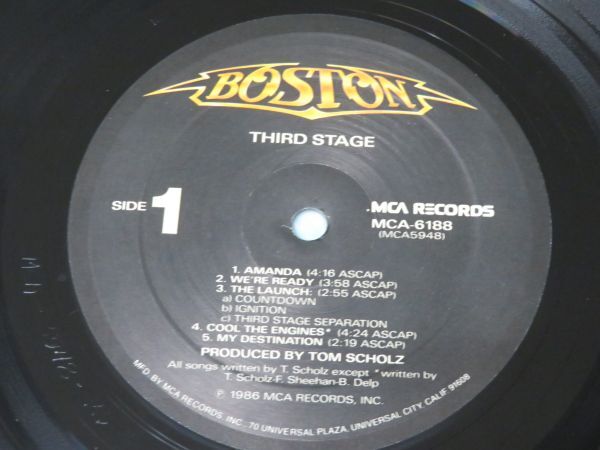 BOSTON
THIRD STAGE
SIDE 1
MCA RECORDS
MCA-6188
(MCA5948)
1. AMANDA (4:16 ASCAP)
2. WE'RE READY (3:58 ASCAP)
3. THE LAUNCH: (2:55 ASCAP)
a) COUNTDOWN
b) IGNITION
c) THIRD STAGE SEPARATION
4. COOL THE ENGINES* (4:24 ASCAP)
5. MY DESTINATION (2:19 ASCAP)
PRODUCED BY TOM SCHOLZ
All songs written by T. Scholz except * written by
T. Scholz-F. Sheehan-B. Delp
℗ 1986 MCA RECORDS, INC.
MFD. BY MCA RECORDS, INC., 70 UNIVERSAL PLAZA, UNIVERSAL CITY, CALIF. 91608